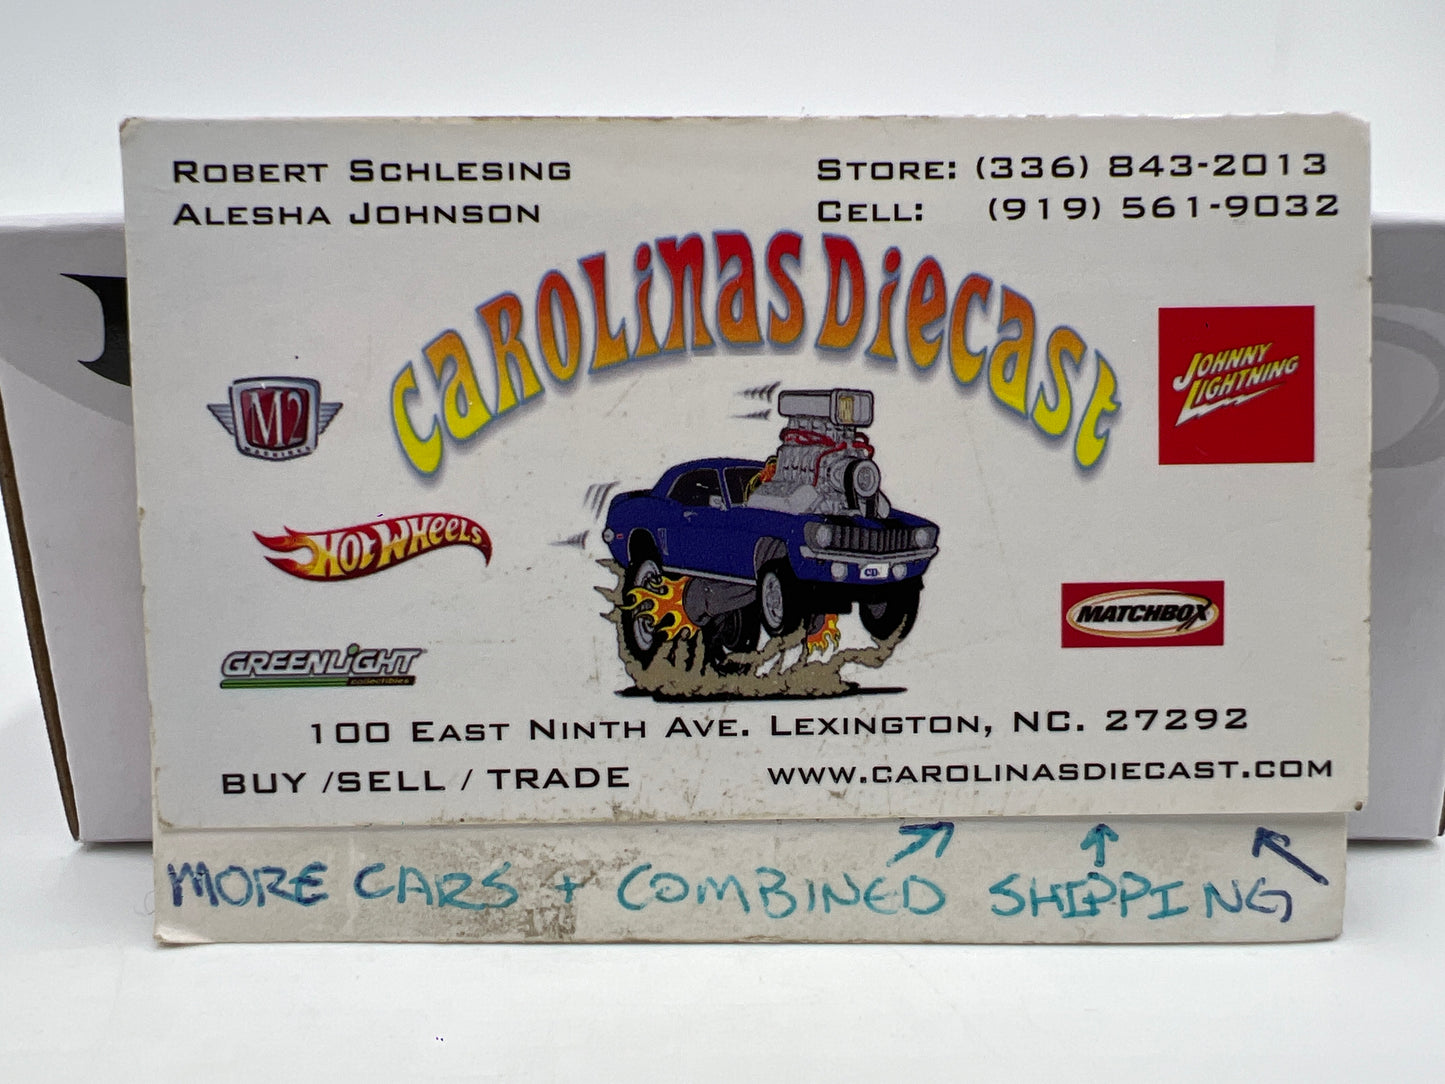 ROBERT SCHLESING
ALESHA JOHNSON
STORE: (336) 843-2013
CELL: (919) 561-9032
CAROLINAS DIECAST
M2
MACHINES
JOHNNY
LIGHTNING
HOT WHEELS
CD
MATCHBOX
GREENLIGHT
collectibles
100 EAST NINTH AVE. LEXINGTON, NC. 27292
BUY /SELL / TRADE
WWW.CAROLINASDIECAST.COM
MORE CARS + COMBINED SHIPPING